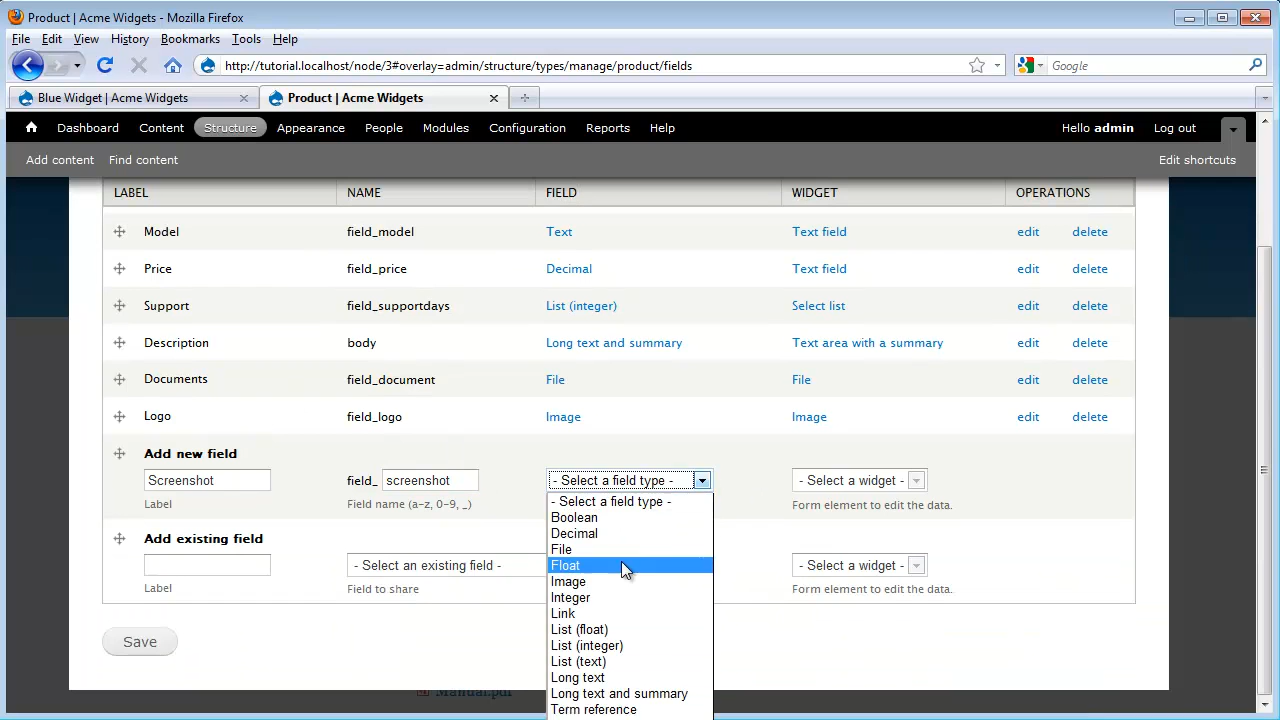 Product | Acme Widgets - Mozilla Firefox
File Edit View History Bookmarks Tools Help
http://tutorial.localhost/node/3#overlay=admin/structure/types/manage/product/fields
Google
Blue Widget | Acme Widgets
Product | Acme Widgets
Dashboard Content Structure Appearance People Modules Configuration Reports Help Hello admin Log out
Add content Find content Edit shortcuts
LABEL NAME FIELD WIDGET OPERATIONS
Model field_model Text Text field edit delete
Price field_price Decimal Text field edit delete
Support field_supportdays List (integer) Select list edit delete
Description body Long text and summary Text area with a summary edit delete
Documents field_document File File edit delete
Logo field_logo Image Image edit delete
Add new field
Screenshot field_ screenshot - Select a field type - - Select a widget -
Label Field name (a-z, 0-9, _) Form element to edit the data.
- Select a field type -
Boolean
Decimal
File
Float
Image
Integer
Link
List (float)
List (integer)
List (text)
Long text
Long text and summary
Term reference
Add existing field
- Select an existing field - - Select a widget -
Label Field to share Form element to edit the data.
Save
Manual.pdf